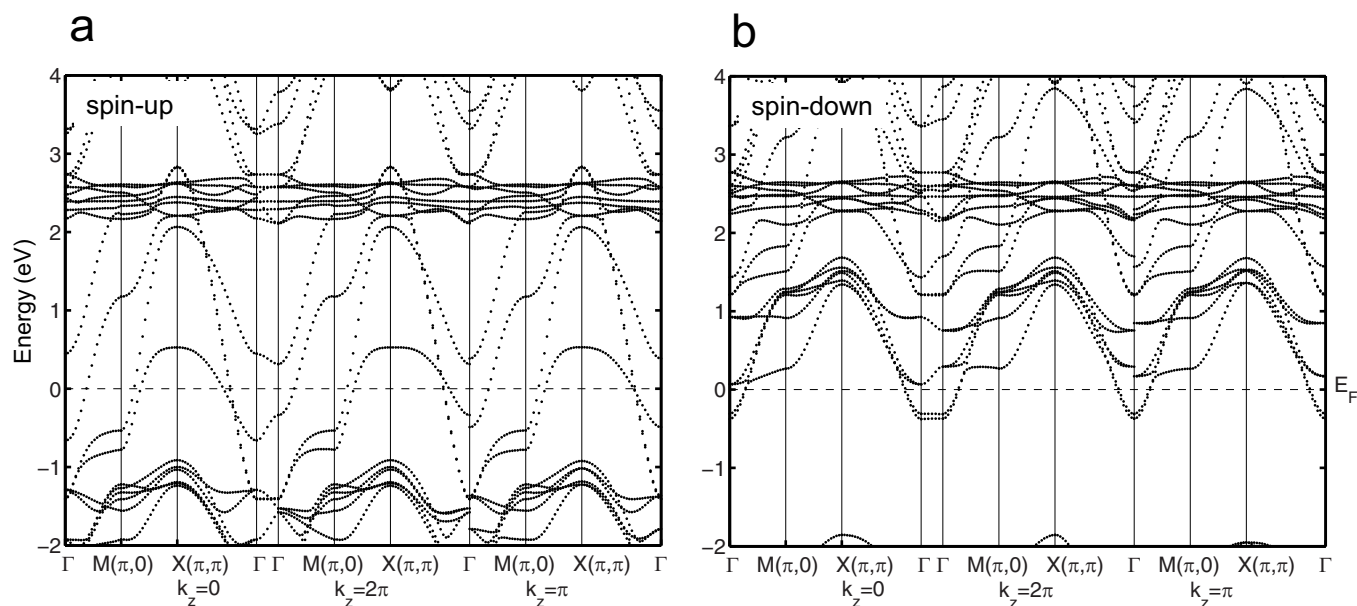 a
b
4
3
2
1
0
−1
−2
Energy (eV)
spin-up
Γ M(π,0) X(π,π) Γ Γ M(π,0) X(π,π) Γ M(π,0) X(π,π) Γ
k_z=0 k_z=2π k_z=π
4
3
2
1
0
−1
−2
spin-down
E_F
Γ M(π,0) X(π,π) Γ Γ M(π,0) X(π,π) Γ M(π,0) X(π,π) Γ
k_z=0 k_z=2π k_z=π